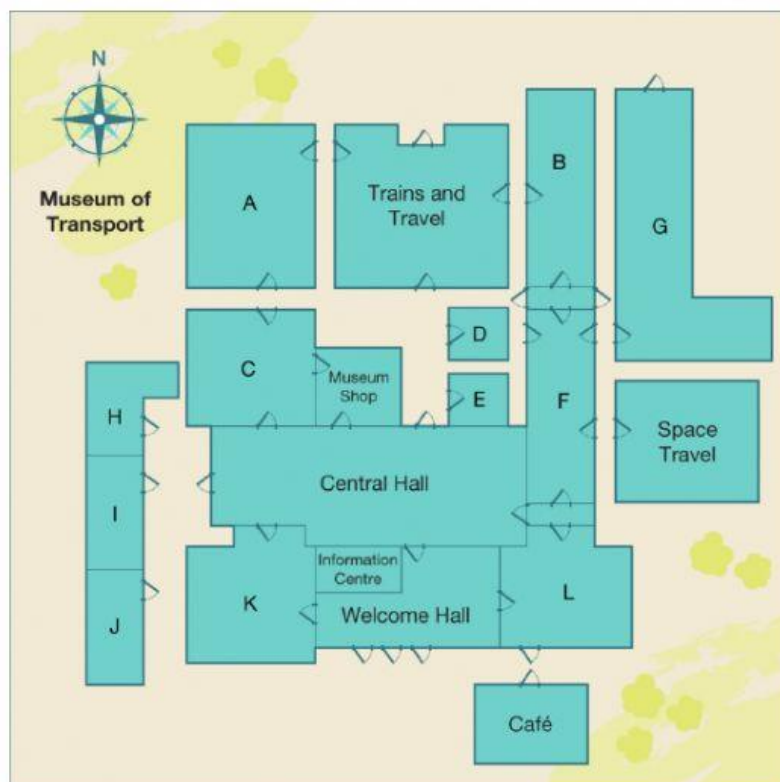 N
Museum of
Transport
A
Trains and
Travel
B
G
C
Museum
Shop
D
E
F
Space
Travel
H
I
J
Central Hall
Information
Centre
K
Welcome Hall
L
Café